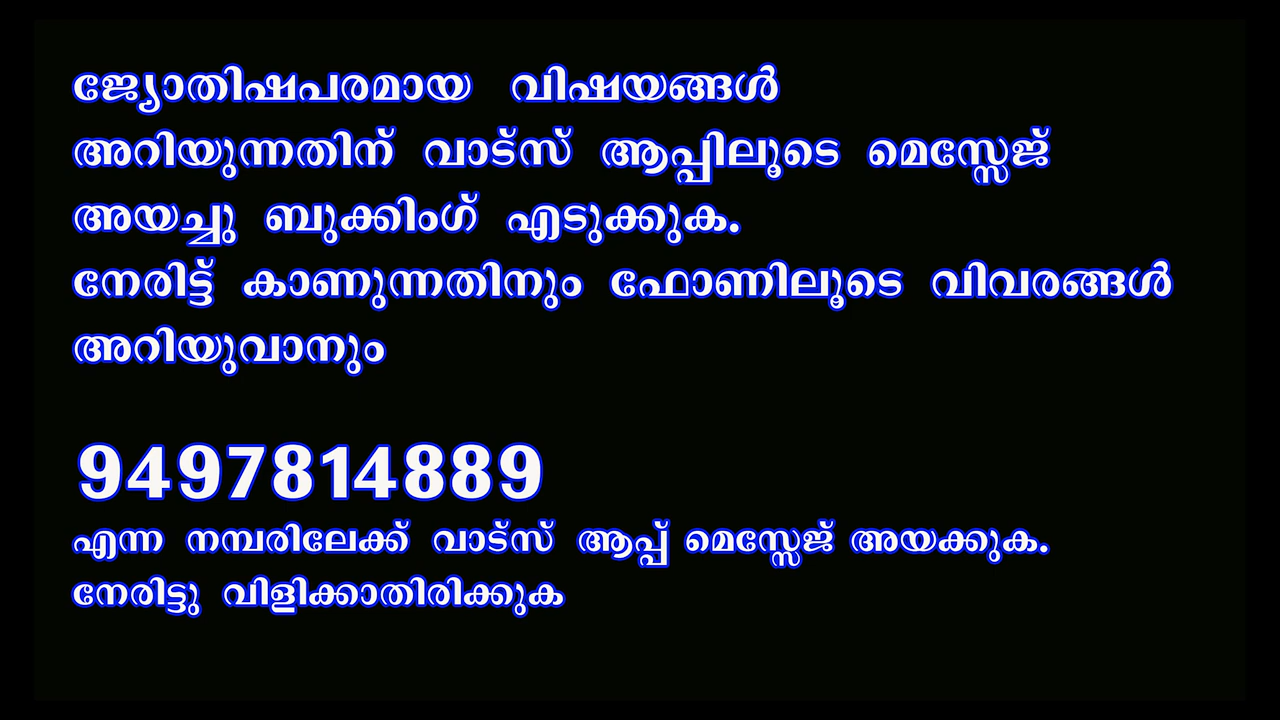 ജ്യോതിഷപരമായ വിഷയങ്ങൾ
അറിയുന്നതിന് വാട്സ് ആപ്പിലൂടെ മെസ്സേജ്
അയച്ചു ബുക്കിംഗ് എടുക്കുക.
നേരിട്ട് കാണുന്നതിനും ഫോണിലൂടെ വിവരങ്ങൾ
അറിയുവാനും
9497814889
എന്ന നമ്പരിലേക്ക് വാട്സ് ആപ്പ് മെസ്സേജ് അയക്കുക.
നേരിട്ടു വിളിക്കാതിരിക്കുക